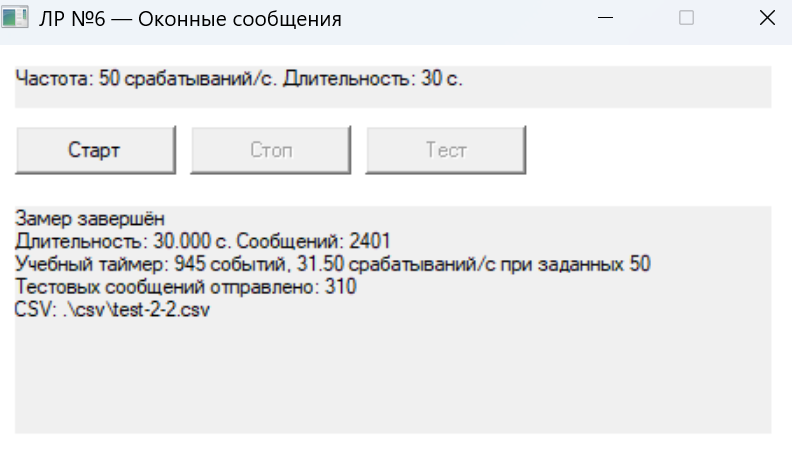 ЛР №6 — Оконные сообщения
Частота: 50 срабатываний/с. Длительность: 30 с.
Старт
Стоп
Тест
Замер завершён
Длительность: 30.000 с. Сообщений: 2401
Учебный таймер: 945 событий, 31.50 срабатываний/с при заданных 50
Тестовых сообщений отправлено: 310
CSV: .\csv\test-2-2.csv